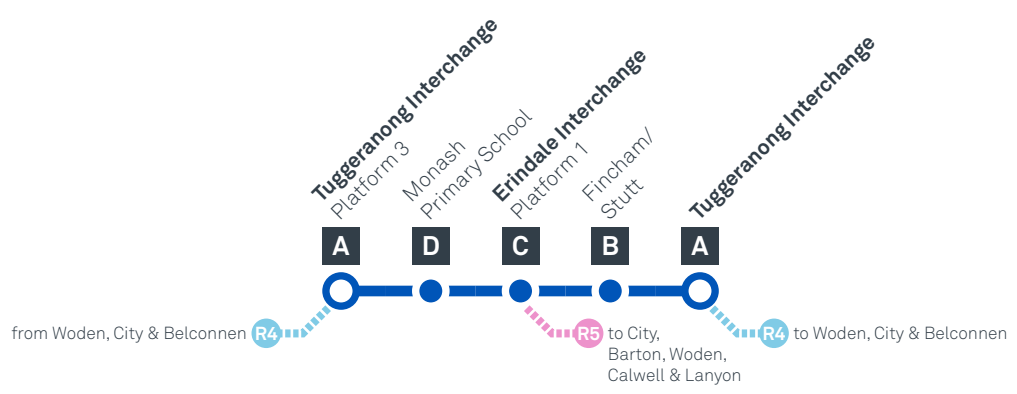 Tuggeranong Interchange
Platform 3
Monash
Primary School
Erindale Interchange
Platform 1
Fincham/
Stutt
Tuggeranong Interchange
A
D
C
B
A
from Woden, City & Belconnen R4
R5 to City,
Barton, Woden,
Calwell & Lanyon
R4 to Woden, City & Belconnen